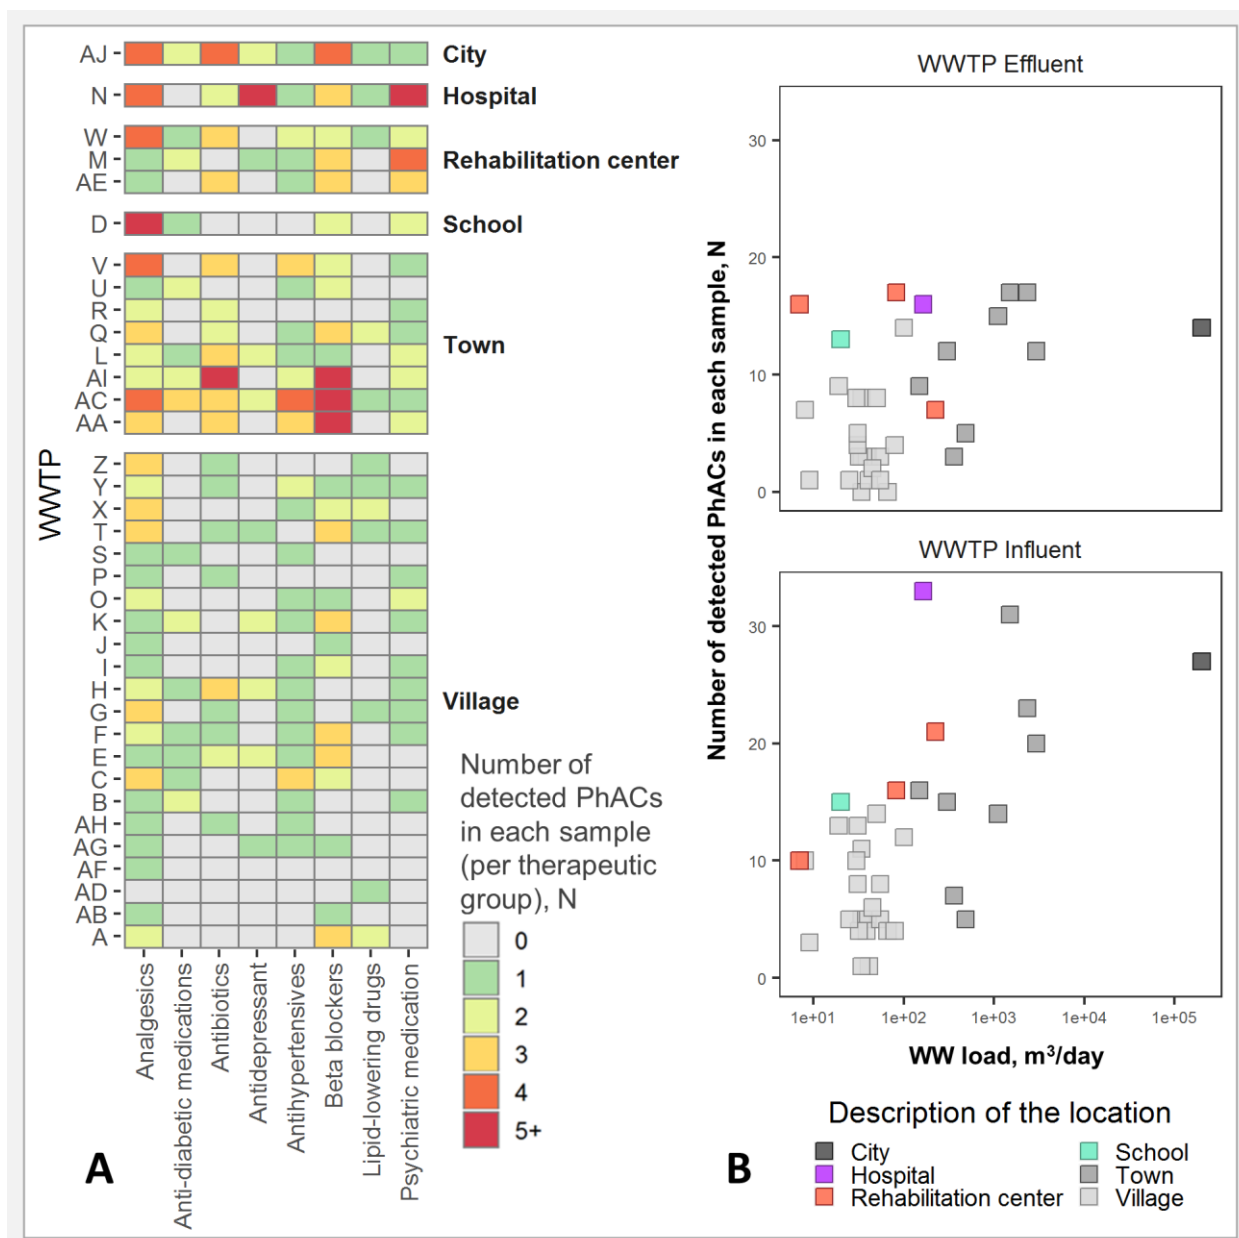 AJ
City
N
Hospital
W
M
AE
Rehabilitation center
D
School
V
U
R
Q
L
AI
AC
AA
Town
WWTP
Z
Y
X
T
S
P
O
K
J
I
H
G
F
E
C
B
AH
AG
AF
AD
AB
A
Village
Analgesics
Anti-diabetic medications
Antibiotics
Antidepressant
Antihypertensives
Beta blockers
Lipid-lowering drugs
Psychiatric medication
Number of
detected PhACs
in each sample
(per therapeutic
group), N
0
1
2
3
4
5+
A
WWTP Effluent
30
20
10
0
Number of detected PhACs in each sample, N
WWTP Influent
30
20
10
0
1e+01 1e+02 1e+03 1e+04 1e+05
WW load, m³/day
Description of the location
City
Hospital
Rehabilitation center
School
Town
Village
B